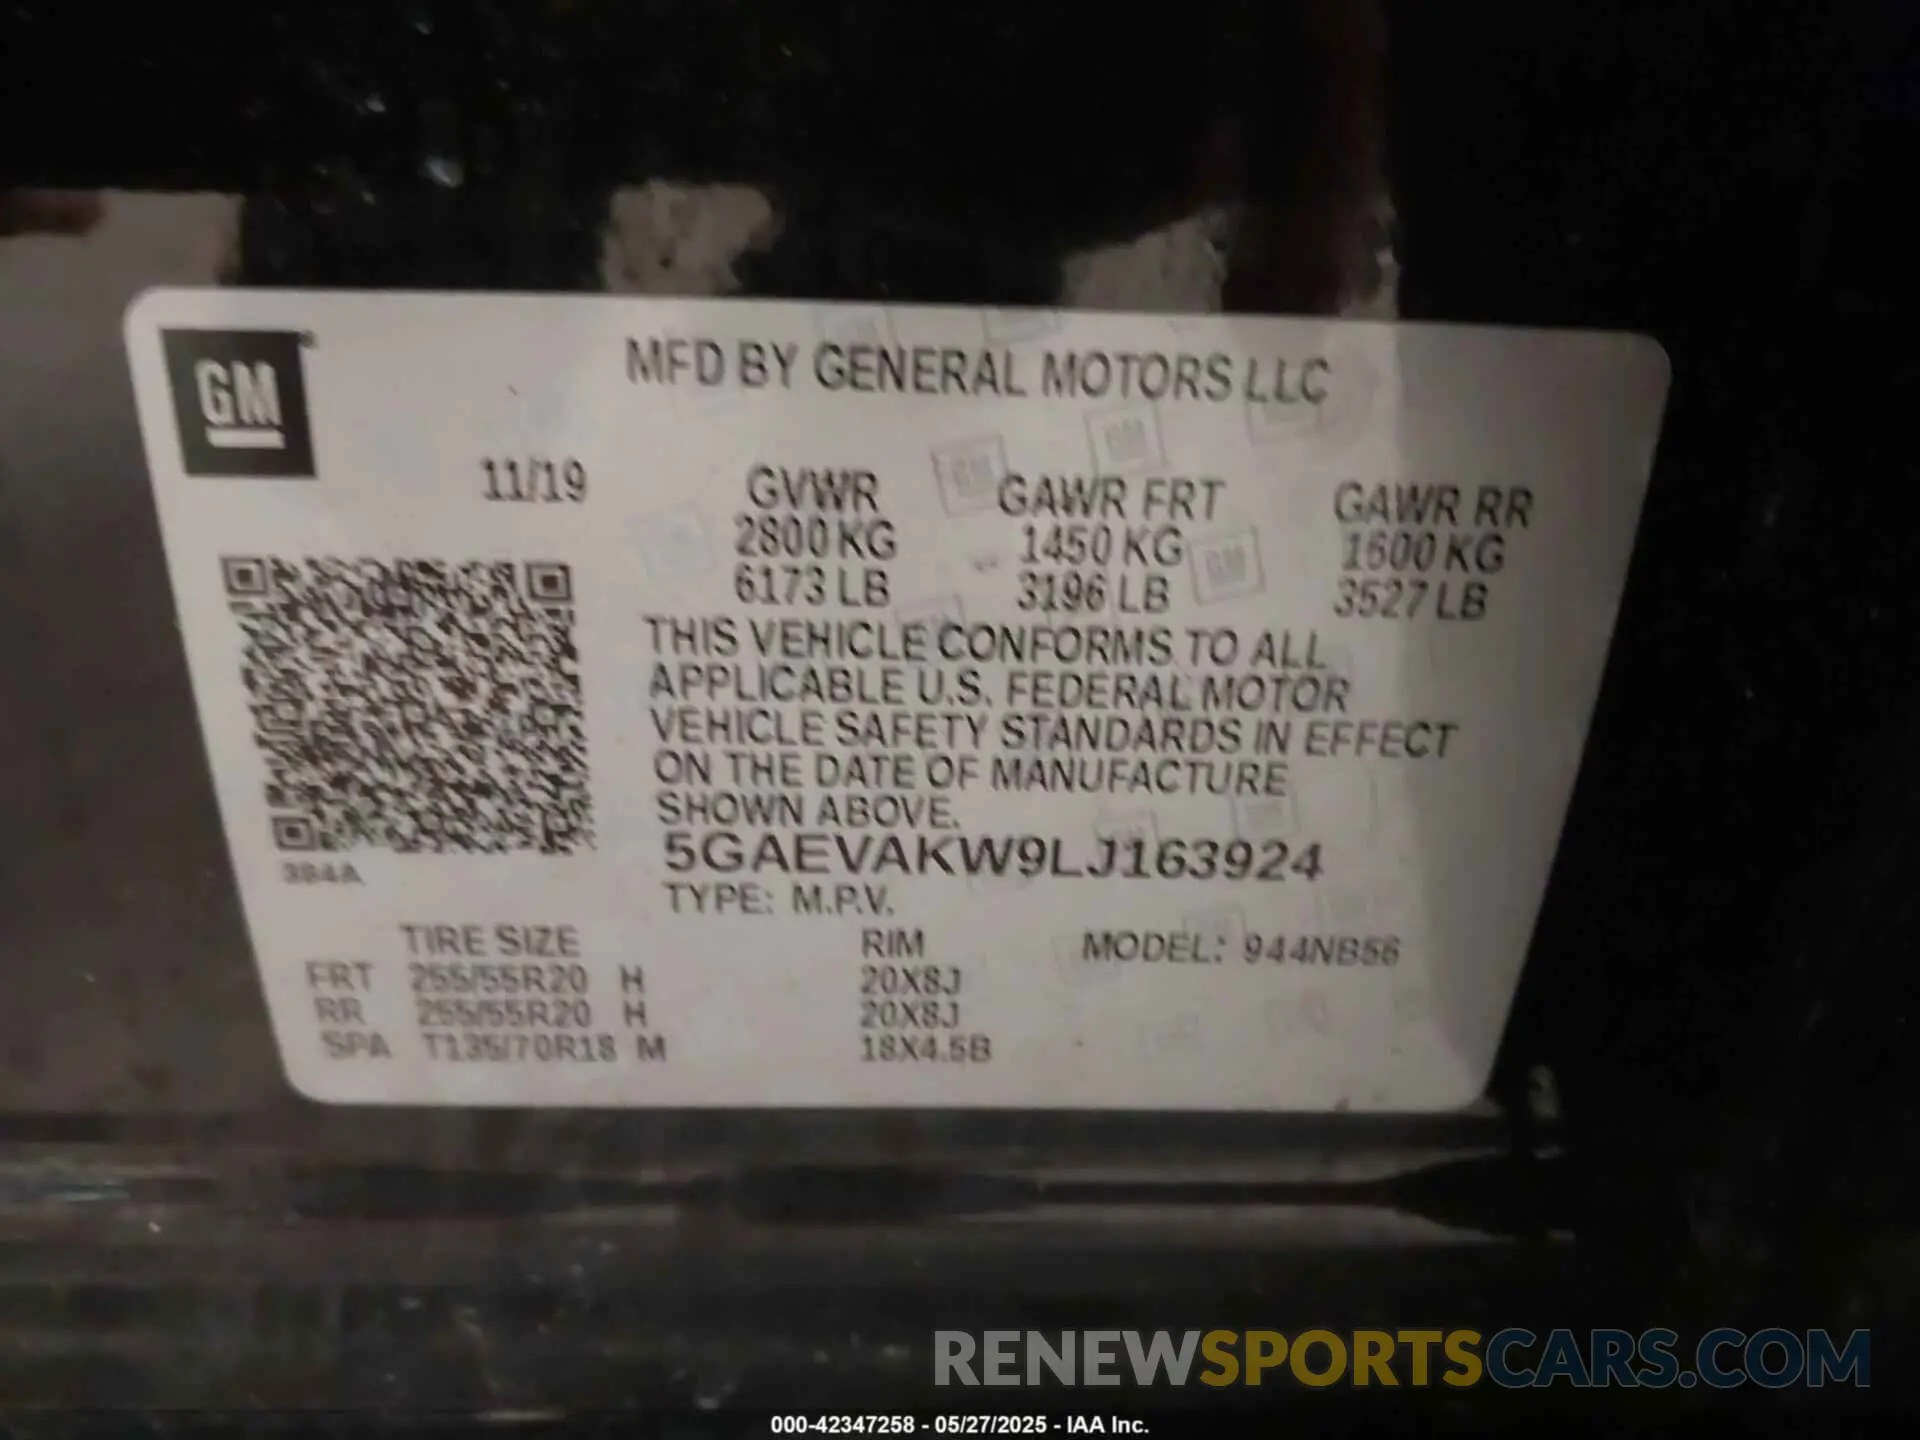 GM
MFD BY GENERAL MOTORS LLC
11/19 GVWR GAWR FRT GAWR RR
2800 KG 1450 KG 1600 KG
6173 LB 3196 LB 3527 LB
THIS VEHICLE CONFORMS TO ALL
APPLICABLE U.S. FEDERAL MOTOR
VEHICLE SAFETY STANDARDS IN EFFECT
ON THE DATE OF MANUFACTURE
SHOWN ABOVE.
384A
5GAEVAKW9LJ163924
TYPE: M.P.V.
TIRE SIZE RIM MODEL: 944NB56
FRT 255/55R20 H 20X8J
RR 255/55R20 H 20X8J
SPA T135/70R18 M 18X4.5B
RENEWSPORTSCARS.COM
000-42347258 - 05/27/2025 - IAA Inc.